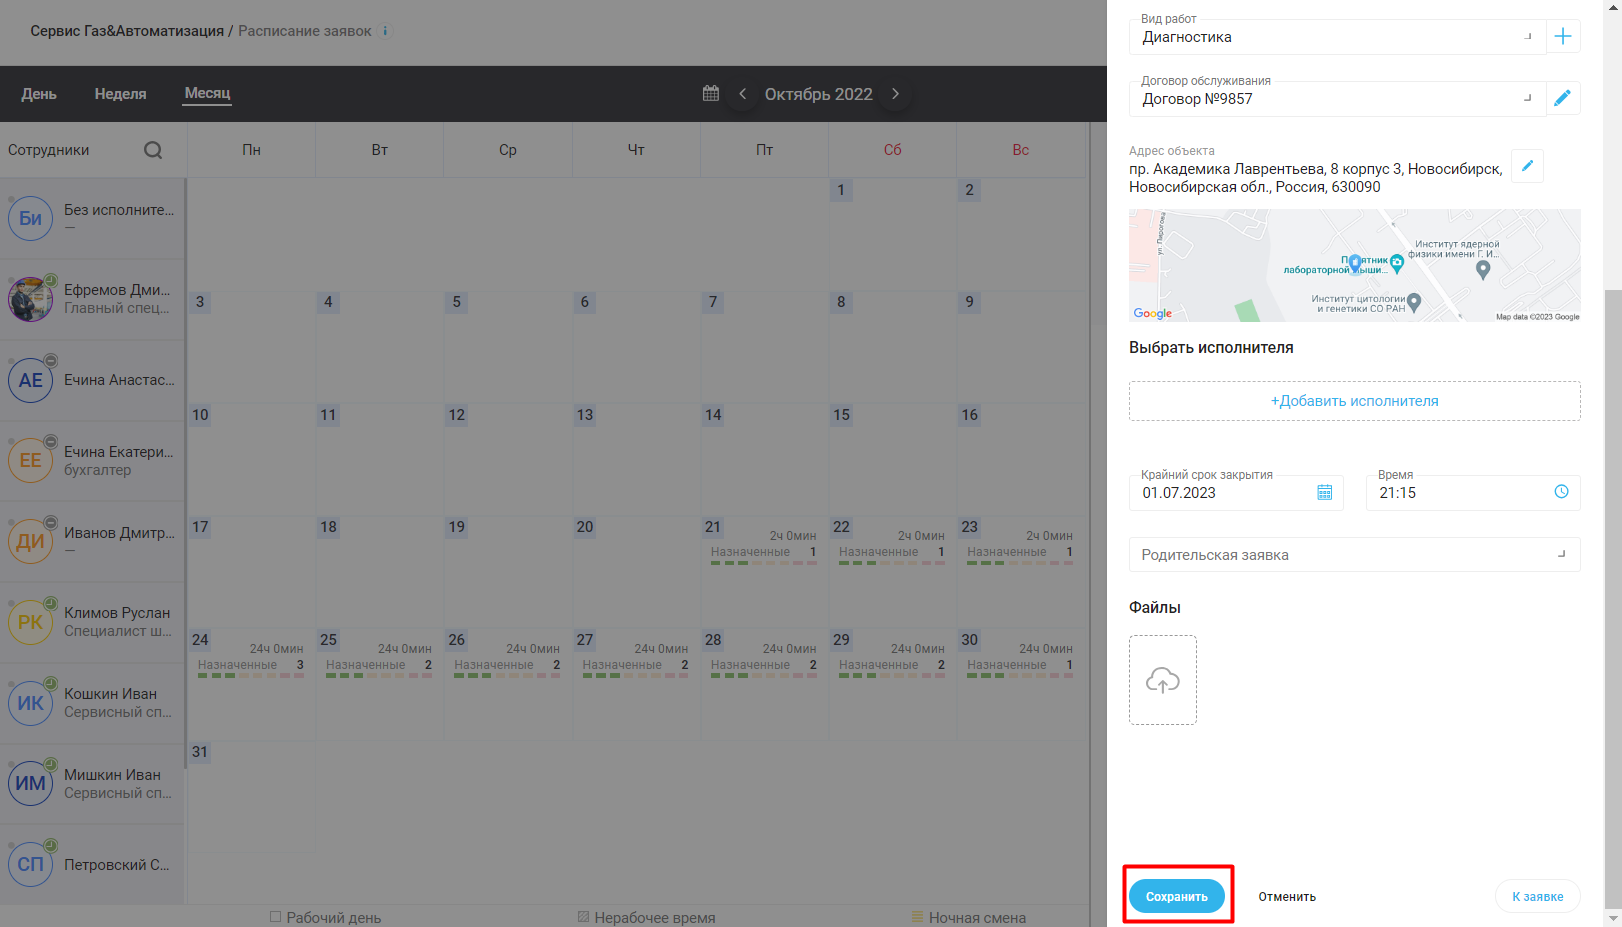 Сервис Газ&Автоматизация / Расписание заявок
День Неделя Месяц
Октябрь 2022
Сотрудники
Пн Вт Ср Чт Пт Сб Вс
Би
Без исполните...
—
Ефремов Дми...
Главный спец...
АЕ
Ечина Анастас...
ЕЕ
Ечина Екатери...
бухгалтер
ДИ
Иванов Дмитр...
—
РК
Климов Руслан
Специалист ш...
ИК
Кошкин Иван
Сервисный сп...
ИМ
Мишкин Иван
Сервисный сп...
СП
Петровский С...
1 2
3 4 5 6 7 8 9
10 11 12 13 14 15 16
17 18 19 20 21 22 23
2ч 0мин 2ч 0мин 2ч 0мин
Назначенные 1 Назначенные 1 Назначенные 1
24 25 26 27 28 29 30
24ч 0мин 24ч 0мин 24ч 0мин 24ч 0мин 24ч 0мин 24ч 0мин 24ч 0мин
Назначенные 3 Назначенные 2 Назначенные 2 Назначенные 2 Назначенные 2 Назначенные 2 Назначенные 1
31
Рабочий день Нерабочее время Ночная смена
Вид работ
Диагностика
Договор обслуживания
Договор №9857
Адрес объекта
пр. Академика Лаврентьева, 8 корпус 3, Новосибирск,
Новосибирская обл., Россия, 630090
ул. Пирогова
Институт ядерной
физики имени Г. И...
лабораторной
Институт цитологии
и генетики СО РАН
Google
Map data ©2023 Google
Выбрать исполнителя
+Добавить исполнителя
Крайний срок закрытия
01.07.2023
Время
21:15
Родительская заявка
Файлы
Сохранить Отменить К заявке